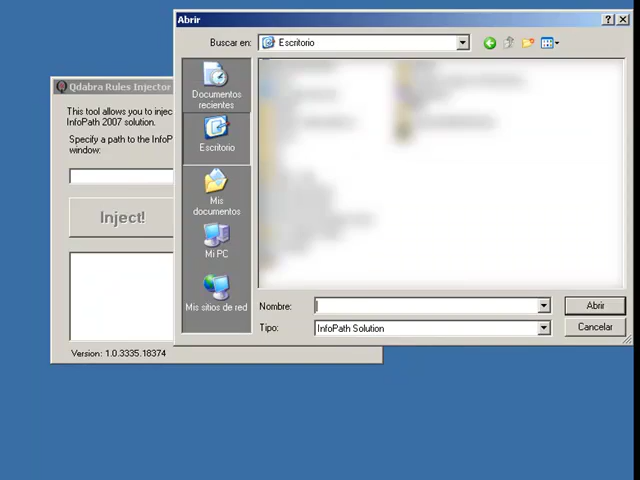 Abrir
Buscar en: Escritorio
Qdabra Rules Injector
This tool allows you to injec
InfoPath 2007 solution.
Specify a path to the InfoP
window:
Inject!
Version: 1.0.3335.18374
Documentos
recientes
Escritorio
Mis
documentos
Mi PC
Mis sitios de red
Nombre:
Abrir
Tipo: InfoPath Solution
Cancelar